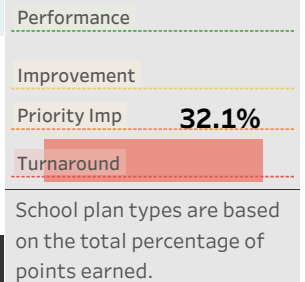 Performance
Improvement
Priority Imp 32.1%
Turnaround
School plan types are based
on the total percentage of
points earned.